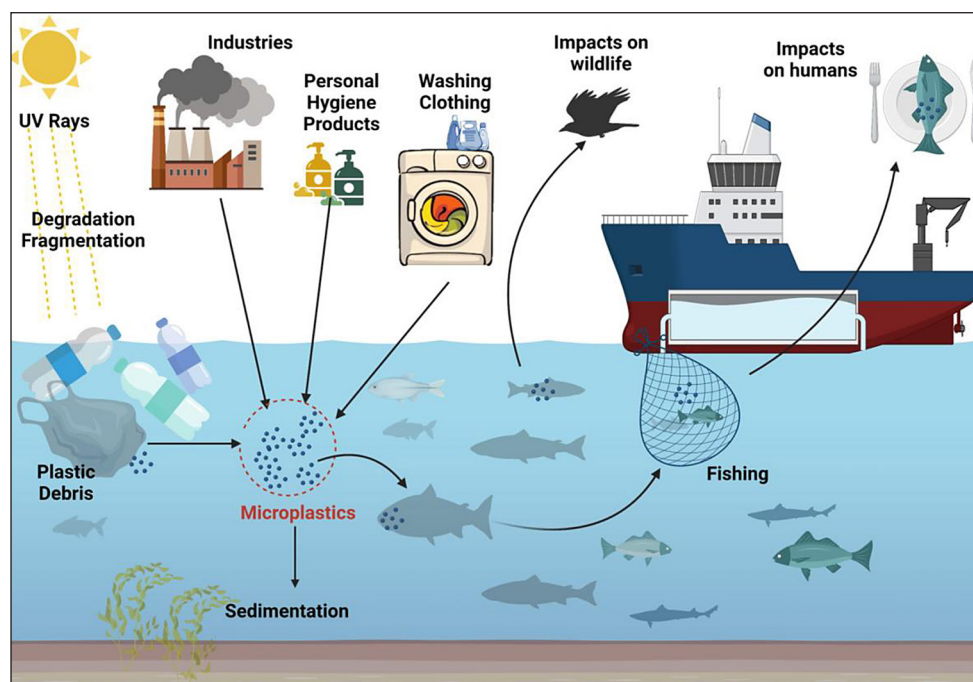 Industries
Impacts on
wildlife
Impacts
on humans
Personal
Hygiene
Products
Washing
Clothing
UV Rays
Degradation
Fragmentation
Plastic
Debris
Microplastics
Fishing
Sedimentation